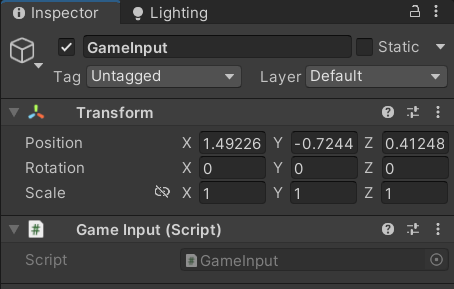 Inspector Lighting
GameInput Static
Tag Untagged Layer Default
Transform
Position X 1.49226 Y -0.7244 Z 0.41248
Rotation X 0 Y 0 Z 0
Scale X 1 Y 1 Z 1
# Game Input (Script)
Script # GameInput